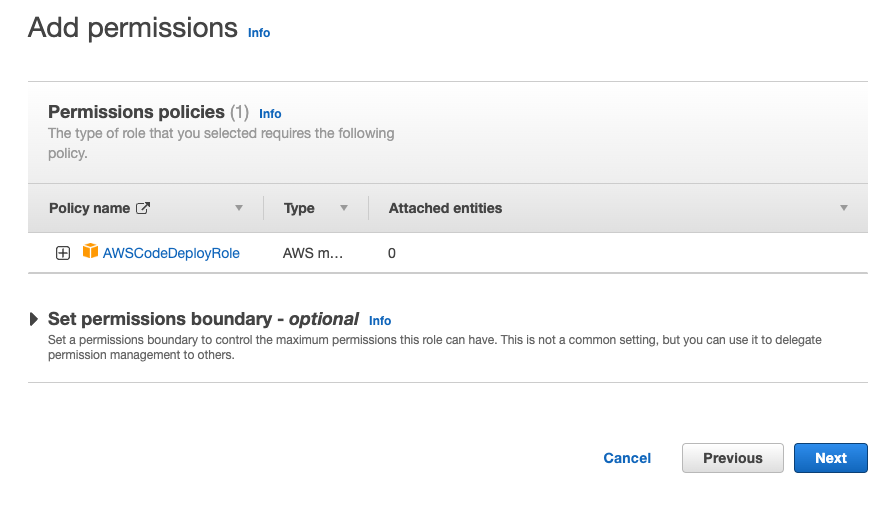 Add permissions Info
Permissions policies (1) Info
The type of role that you selected requires the following
policy.
Policy name Type Attached entities
AWSCodeDeployRole AWS m... 0
Set permissions boundary - optional Info
Set a permissions boundary to control the maximum permissions this role can have. This is not a common setting, but you can use it to delegate
permission management to others.
Cancel Previous Next